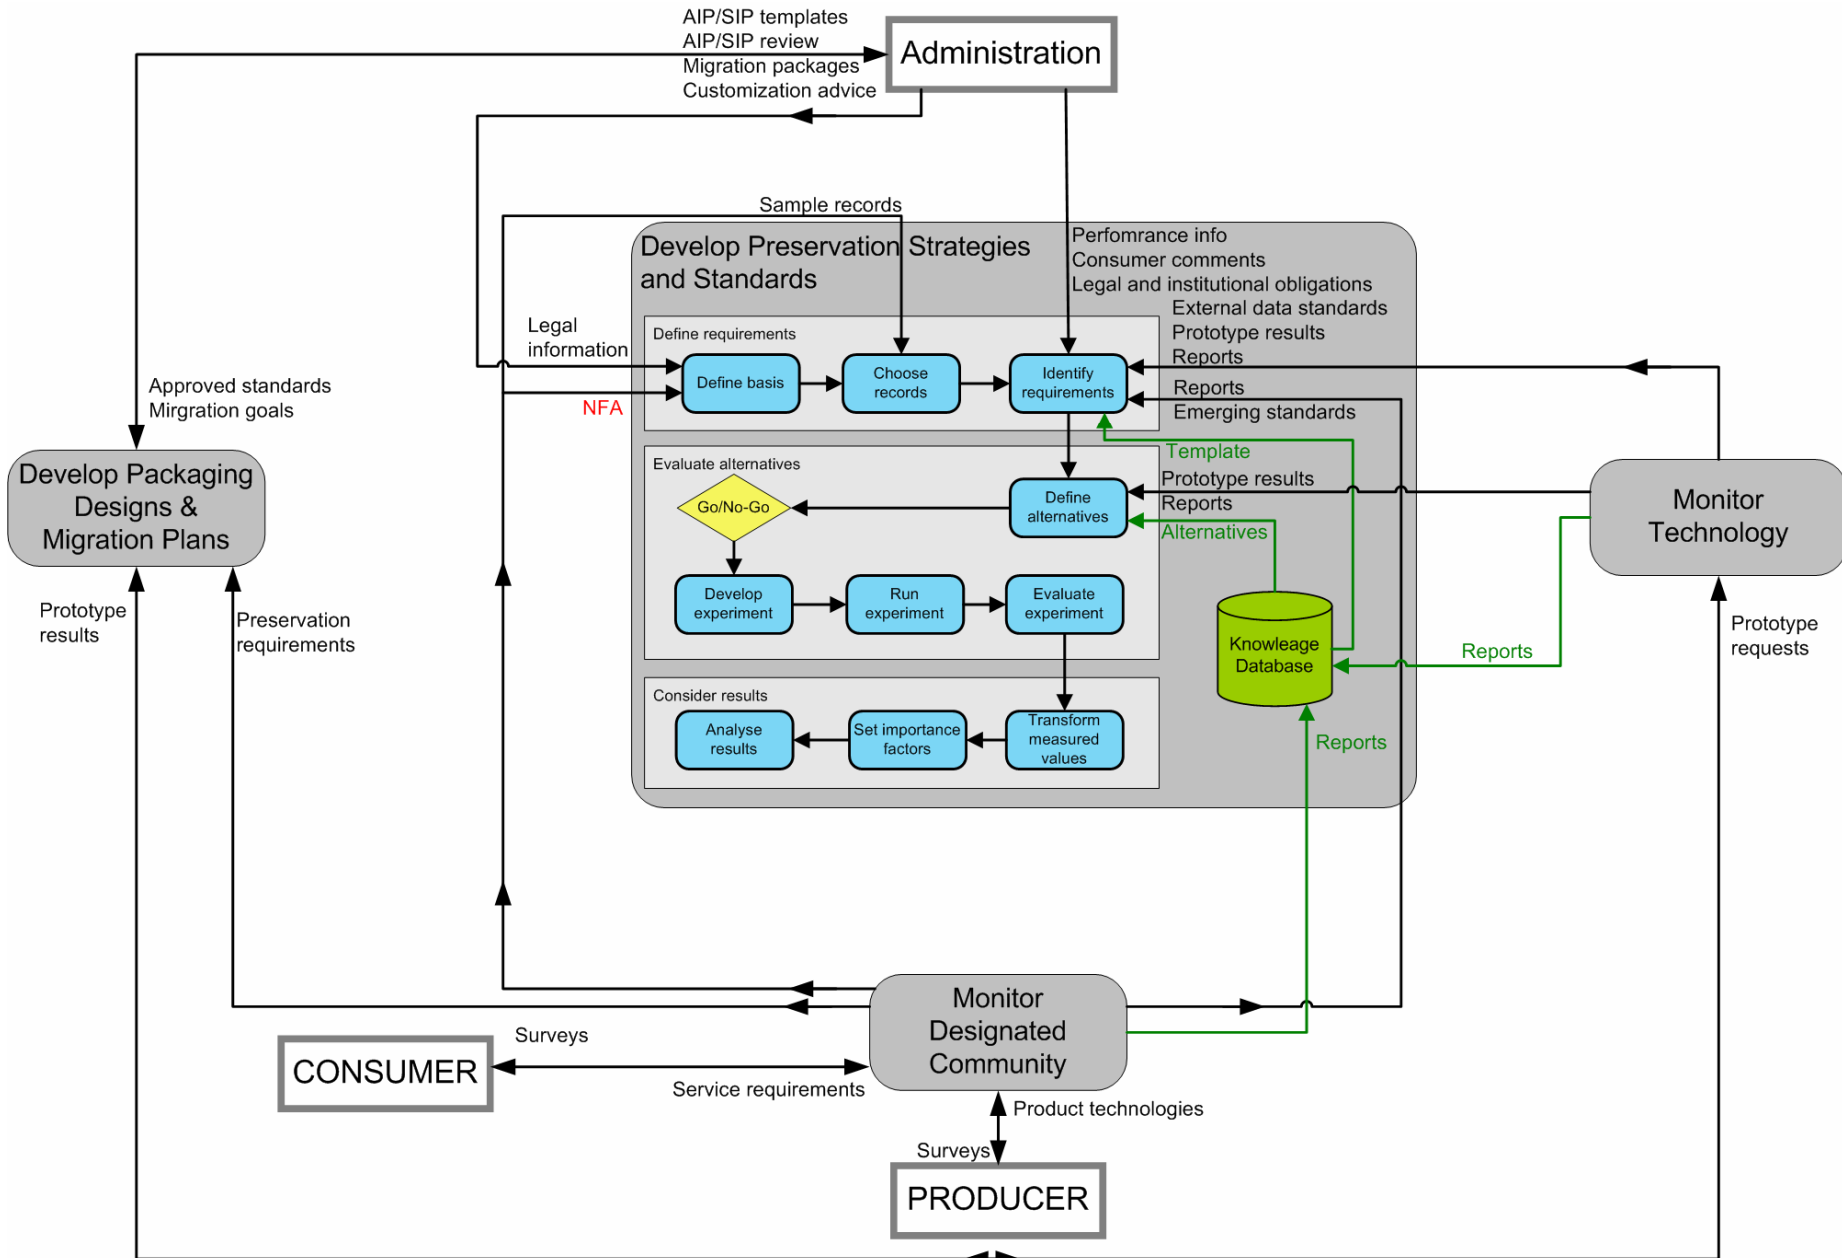 AIP/SIP templates
AIP/SIP review
Migration packages
Customization advice
Administration
Sample records
Develop Preservation Strategies
and Standards
Perfomrance info
Consumer comments
Legal and institutional obligations
External data standards
Prototype results
Reports
Legal
information
Define requirements
Define basis
Choose
records
Identify
requirements
Reports
Emerging standards
NFA
Approved standards
Mirgration goals
Template
Develop Packaging
Designs &
Migration Plans
Evaluate alternatives
Go/No-Go
Define
alternatives
Prototype results
Reports
Alternatives
Monitor
Technology
Develop
experiment
Run
experiment
Evaluate
experiment
Prototype
results
Preservation
requirements
Knowleage
Database
Reports
Prototype
requests
Consider results
Analyse
results
Set importance
factors
Transform
measured
values
Reports
Monitor
Designated
Community
Surveys
CONSUMER
Service requirements
Product technologies
Surveys
PRODUCER